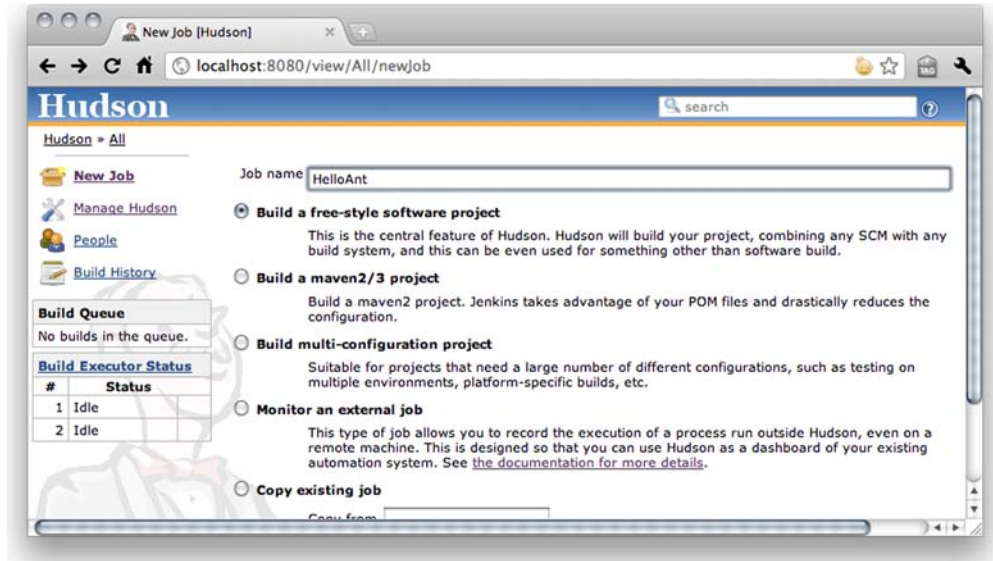 New Job [Hudson]
localhost:8080/view/All/newJob
TAG
Hudson
search
Hudson » All
New Job
Manage Hudson
People
Build History
Build Queue
No builds in the queue.
Build Executor Status
# Status
1 Idle
2 Idle
Job name HelloAnt
Build a free-style software project
This is the central feature of Hudson. Hudson will build your project, combining any SCM with any
build system, and this can be even used for something other than software build.
Build a maven2/3 project
Build a maven2 project. Jenkins takes advantage of your POM files and drastically reduces the
configuration.
Build multi-configuration project
Suitable for projects that need a large number of different configurations, such as testing on
multiple environments, platform-specific builds, etc.
Monitor an external job
This type of job allows you to record the execution of a process run outside Hudson, even on a
remote machine. This is designed so that you can use Hudson as a dashboard of your existing
automation system. See the documentation for more details.
Copy existing job
Copy from